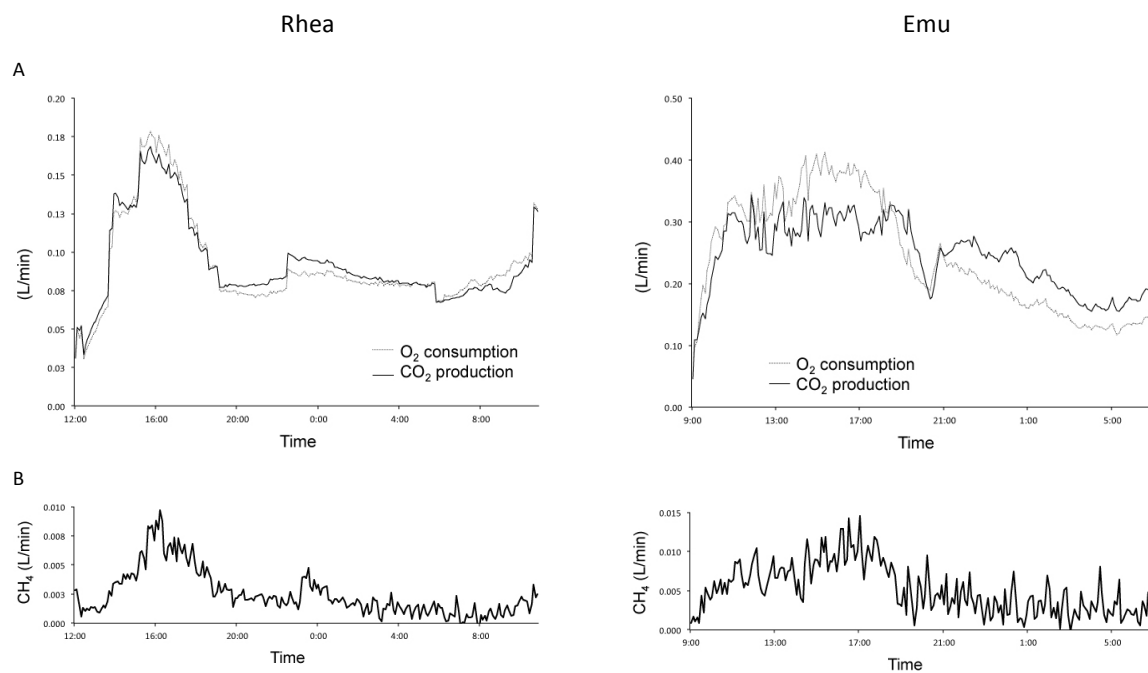 Rhea
Emu
A
0.20
0.18
0.15
0.13
0.10
0.08
0.05
0.03
0.00
(L/min)
O2 consumption
CO2 production
12:00 16:00 20:00 0:00 4:00 8:00
Time
0.50
0.40
0.30
0.20
0.10
0.00
(L/min)
O2 consumption
CO2 production
9:00 13:00 17:00 21:00 1:00 5:00
Time
B
0.010
0.008
0.005
0.003
0.000
CH4 (L/min)
12:00 16:00 20:00 0:00 4:00 8:00
Time
0.015
0.010
0.005
0.000
CH4 (L/min)
9:00 13:00 17:00 21:00 1:00 5:00
Time